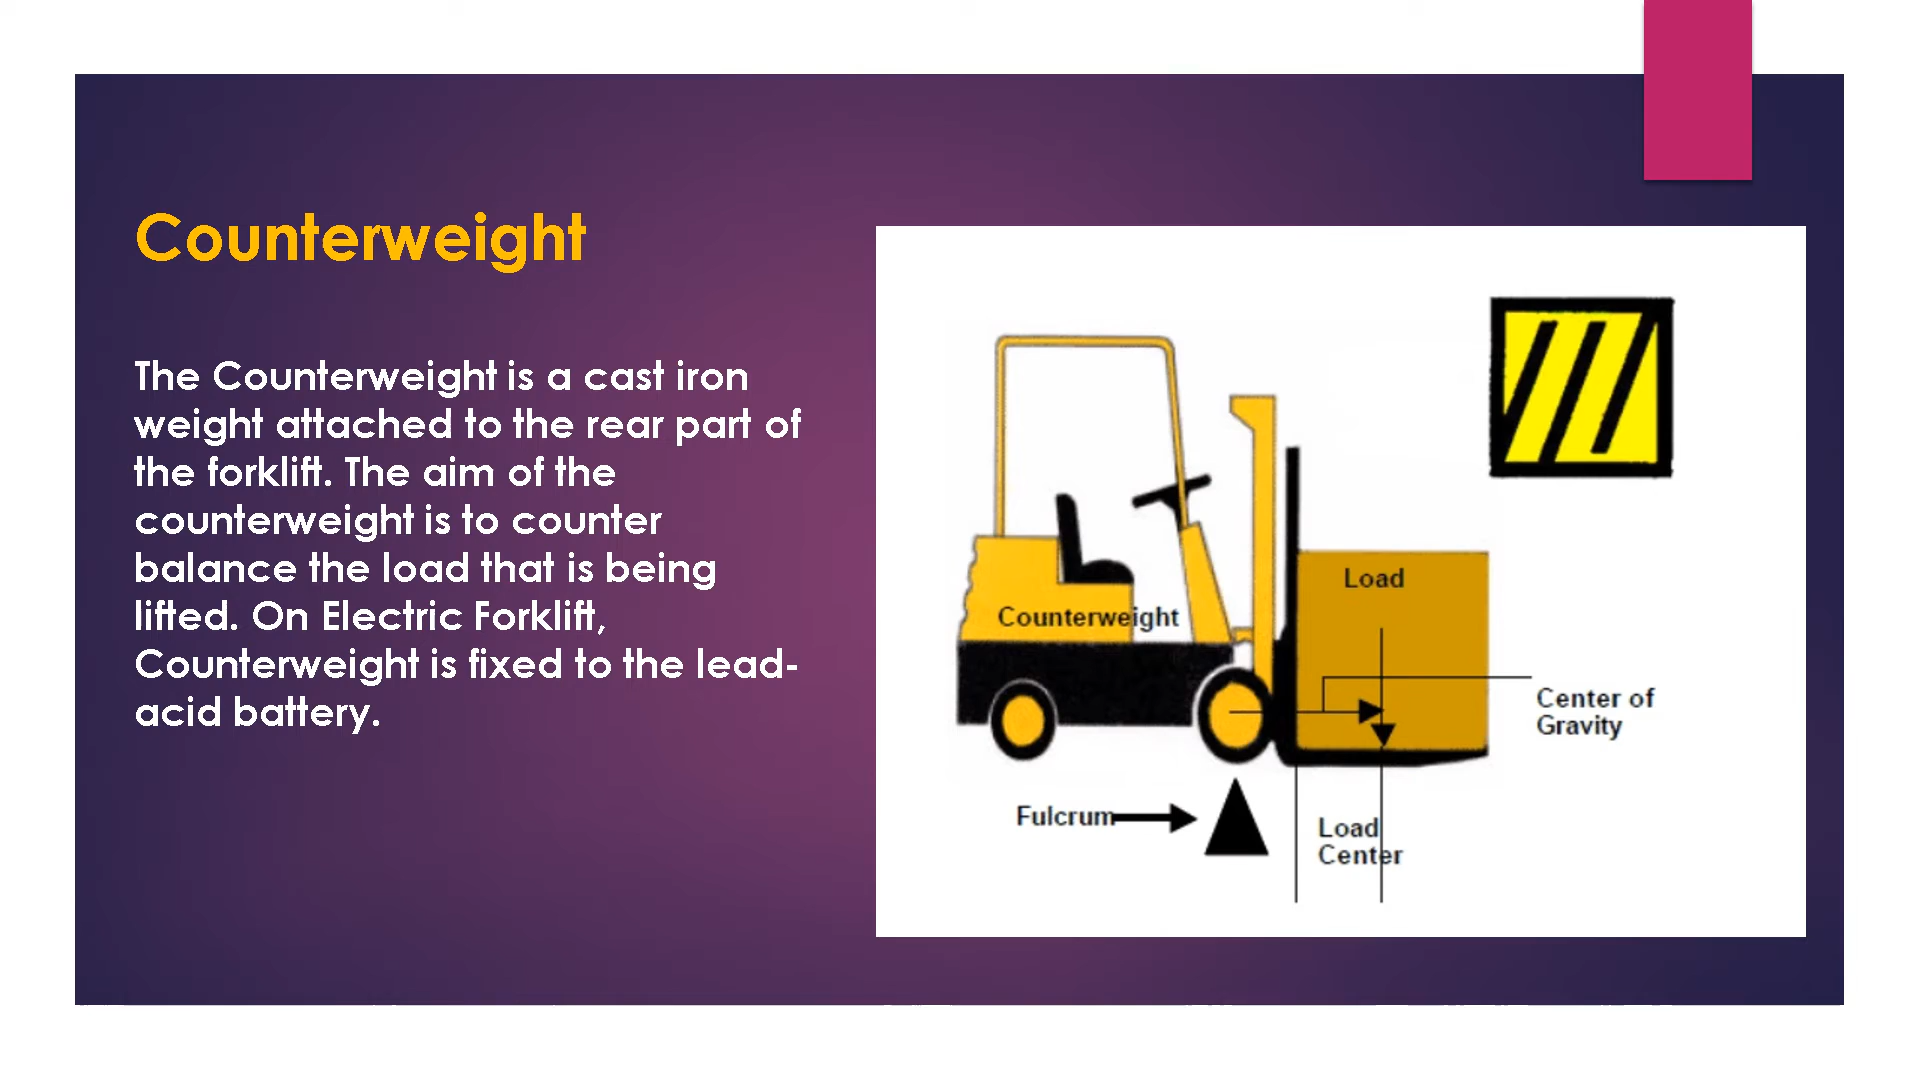 Counterweight
The Counterweight is a cast iron
weight attached to the rear part of
the forklift. The aim of the
counterweight is to counter
balance the load that is being
lifted. On Electric Forklift,
Counterweight is fixed to the lead-
acid battery.
Load
Counterweight
Center of
Gravity
Fulcrum
Load
Center